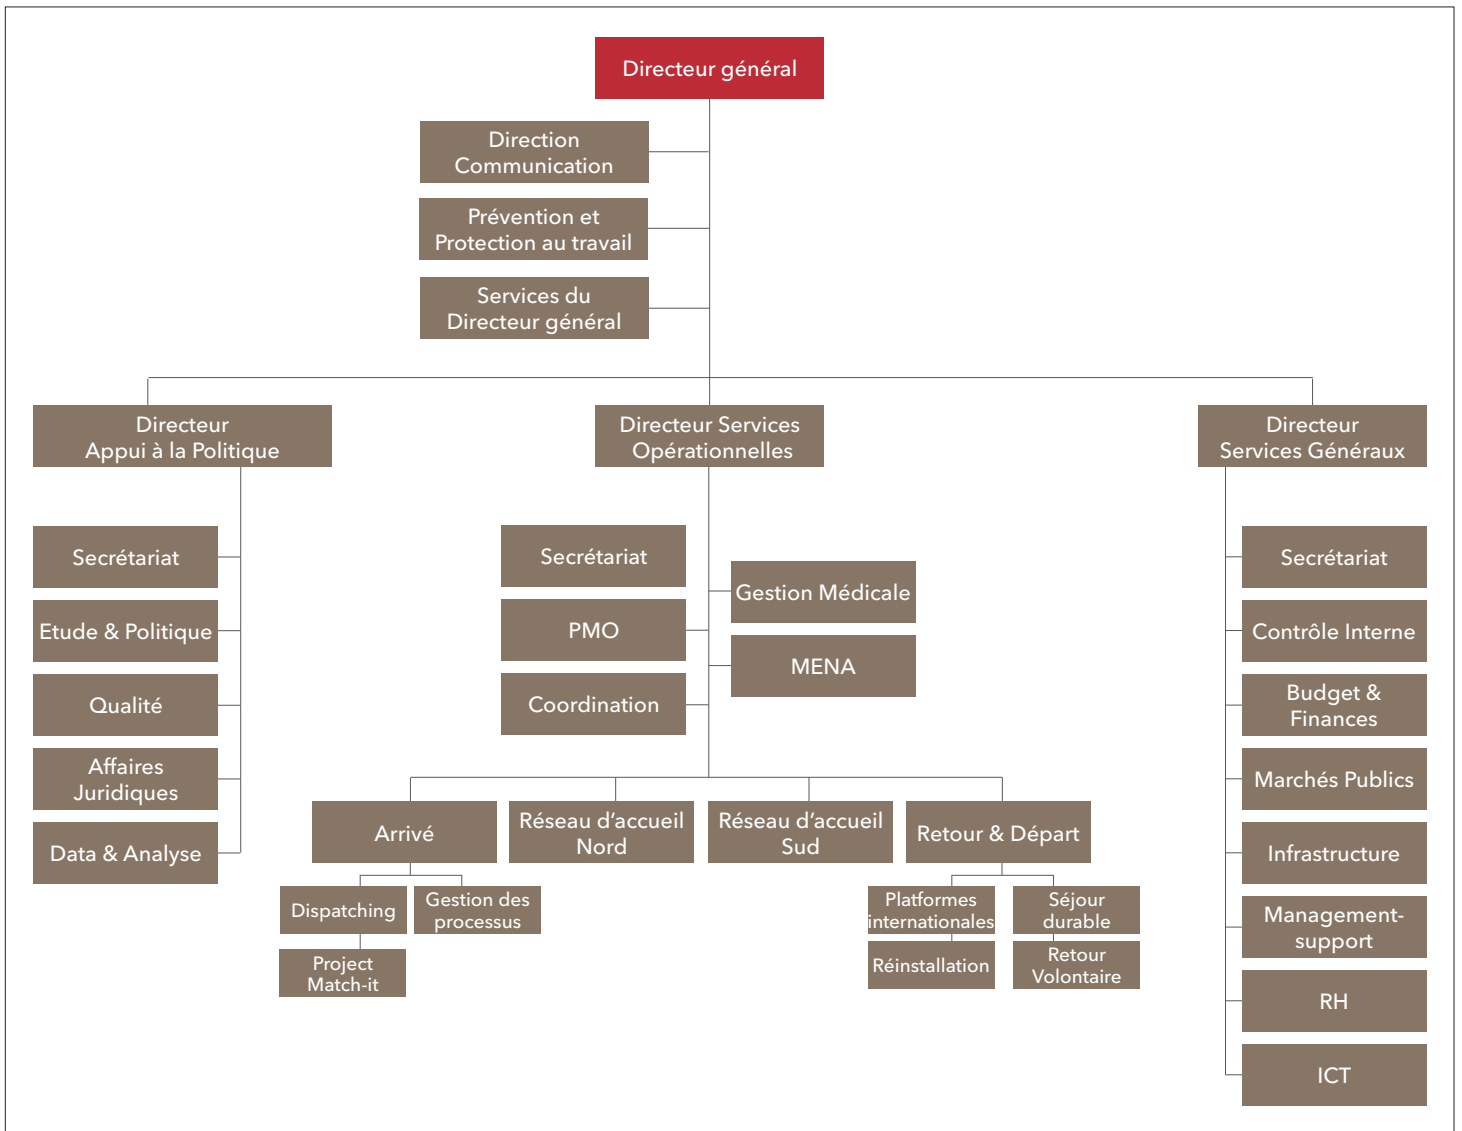 Directeur général
Direction
Communication
Prévention et
Protection au travail
Services du
Directeur général
Directeur
Appui à la Politique
Directeur Services
Opérationnelles
Directeur
Services Généraux
Secrétariat
Etude & Politique
Qualité
Affaires
Juridiques
Data & Analyse
Secrétariat
PMO
Coordination
Gestion Médicale
MENA
Arrivé
Réseau d’accueil
Nord
Réseau d’accueil
Sud
Retour & Départ
Dispatching
Gestion des
processus
Project
Match-it
Platformes
internationales
Séjour
durable
Réinstallation
Retour
Volontaire
Secrétariat
Contrôle Interne
Budget &
Finances
Marchés Publics
Infrastructure
Management-
support
RH
ICT